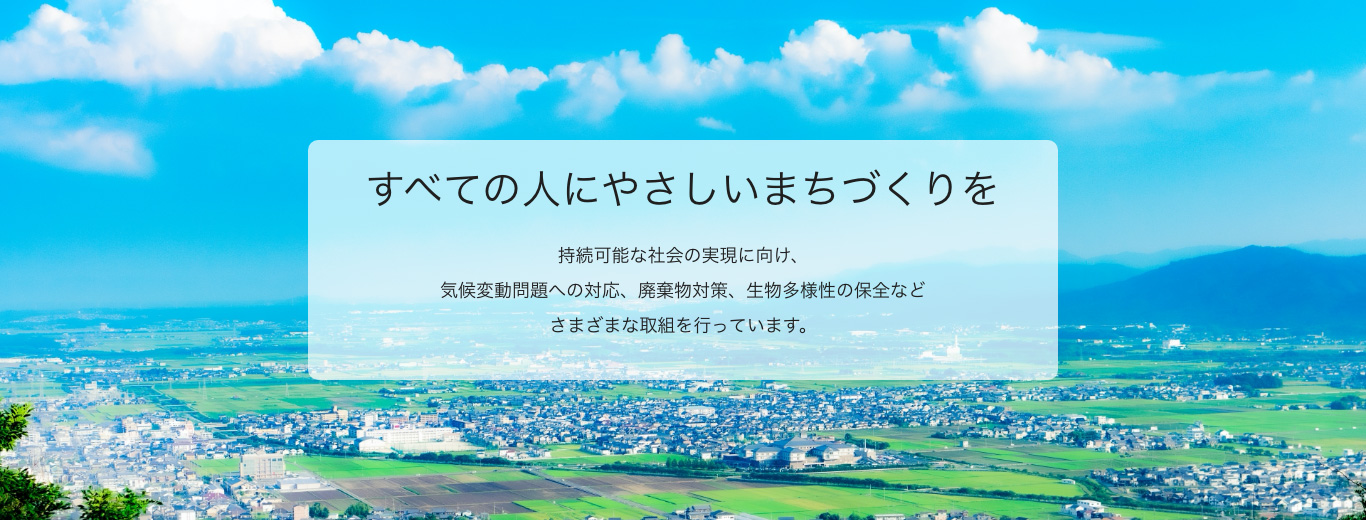 すべての人にやさしいまちづくりを
持続可能な社会の実現に向け、
気候変動問題への対応、廃棄物対策、生物多様性の保全など
さまざまな取組を行っています。